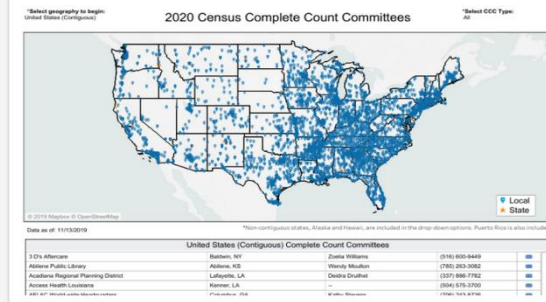 *Select geography to begin:
United States (Contiguous)
2020 Census Complete Count Committees
*Select CCC Type:
All
© 2019 Mapbox © OpenStreetMap
Local
State
Data as of: 11/13/2019
*Non-contiguous states, Alaska and Hawaii, are included in the drop down options. Puerto Rico is also include
United States (Contiguous) Complete Count Committees
3 D's Aftercare Baldwin, NY Zoelia Williams (516) 600-9449
Abilene Public Library Abilene, KS Wendy Moulton (785) 263-3082
Acadiana Regional Planning District Lafayette, LA Deidra Druilhet (337) 886-7782
Access Health Louisiana Kenner, LA – (504) 575-3700
Columbus, GA